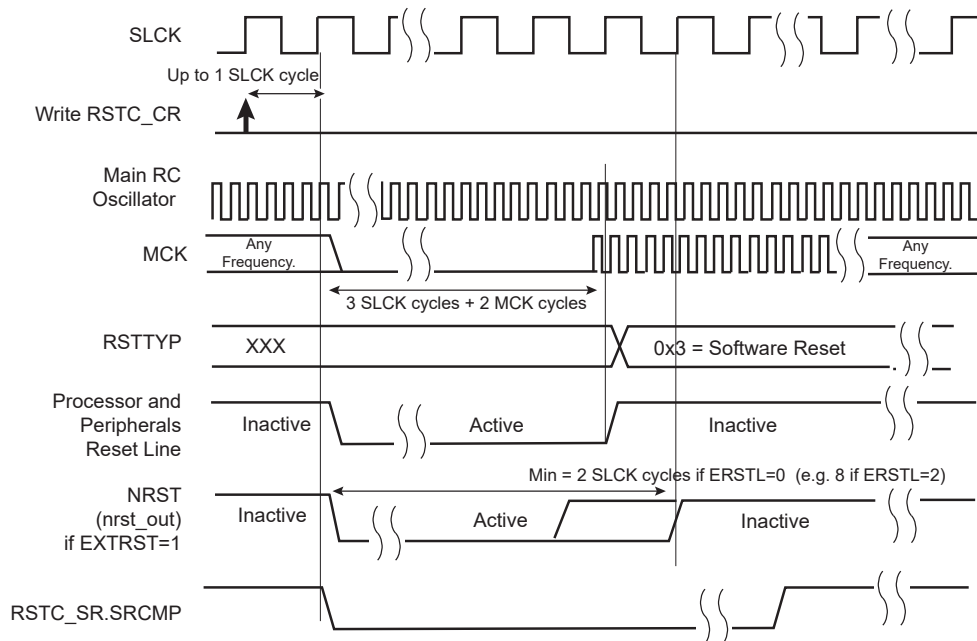 SLCK
Up to 1 SLCK cycle
Write RSTC_CR
Main RC
Oscillator
MCK
Any
Frequency.
Any
Frequency.
3 SLCK cycles + 2 MCK cycles
RSTTYP
XXX
0x3 = Software Reset
Processor and
Peripherals
Reset Line
Inactive
Active
Inactive
Min = 2 SLCK cycles if ERSTL=0 (e.g. 8 if ERSTL=2)
NRST
(nrst_out)
if EXTRST=1
Inactive
Active
Inactive
RSTC_SR.SRCMP